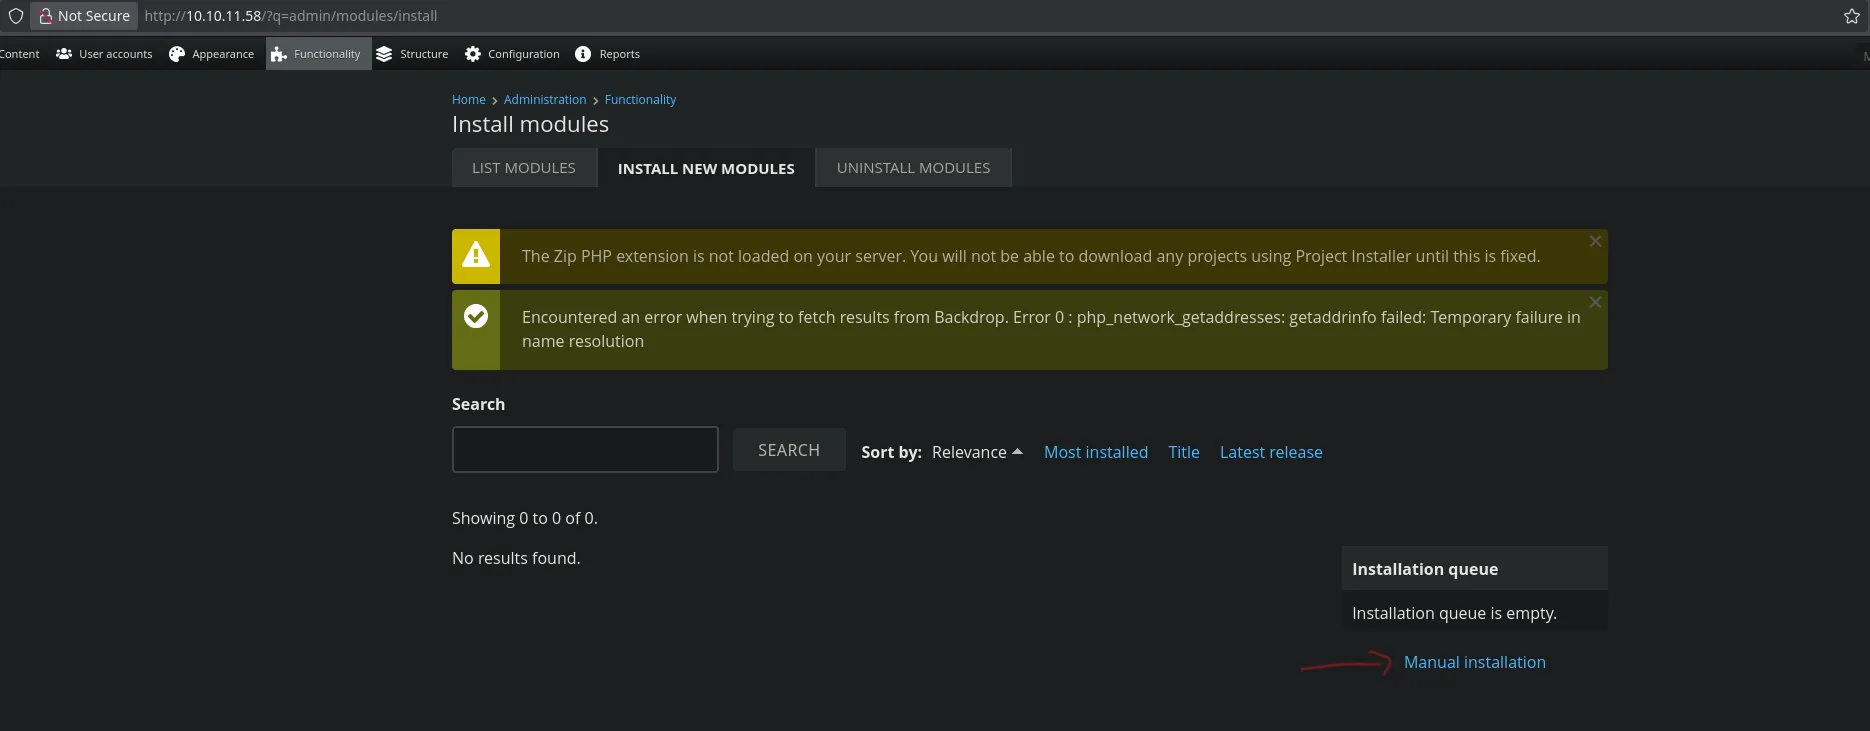 Not Secure http://10.10.11.58/?q=admin/modules/install
Content User accounts Appearance Functionality Structure Configuration Reports
Home › Administration › Functionality
Install modules
LIST MODULES INSTALL NEW MODULES UNINSTALL MODULES
The Zip PHP extension is not loaded on your server. You will not be able to download any projects using Project Installer until this is fixed.
Encountered an error when trying to fetch results from Backdrop. Error 0 : php_network_getaddresses: getaddrinfo failed: Temporary failure in
name resolution
Search
SEARCH Sort by: Relevance Most installed Title Latest release
Showing 0 to 0 of 0.
No results found.
Installation queue
Installation queue is empty.
Manual installation